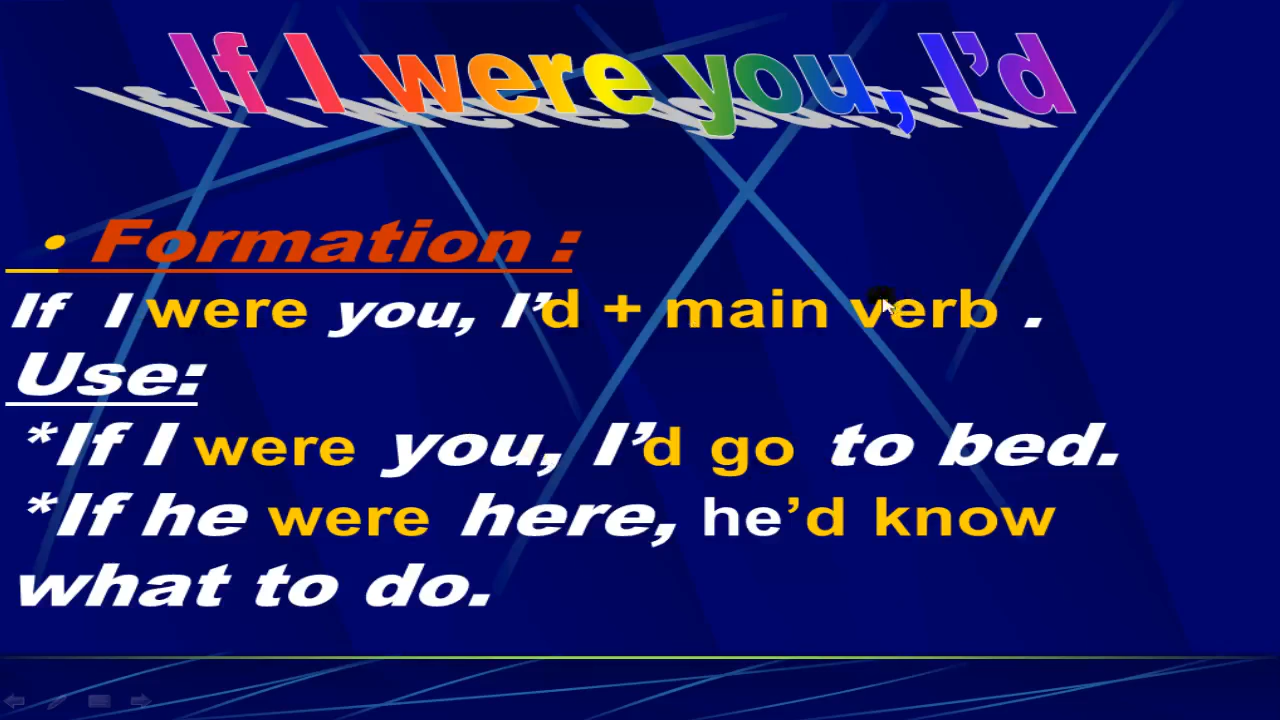 If I were you, I’d
• Formation :
If I were you, I’d + main verb .
Use:
*If I were you, I’d go to bed.
*If he were here, he’d know
what to do.